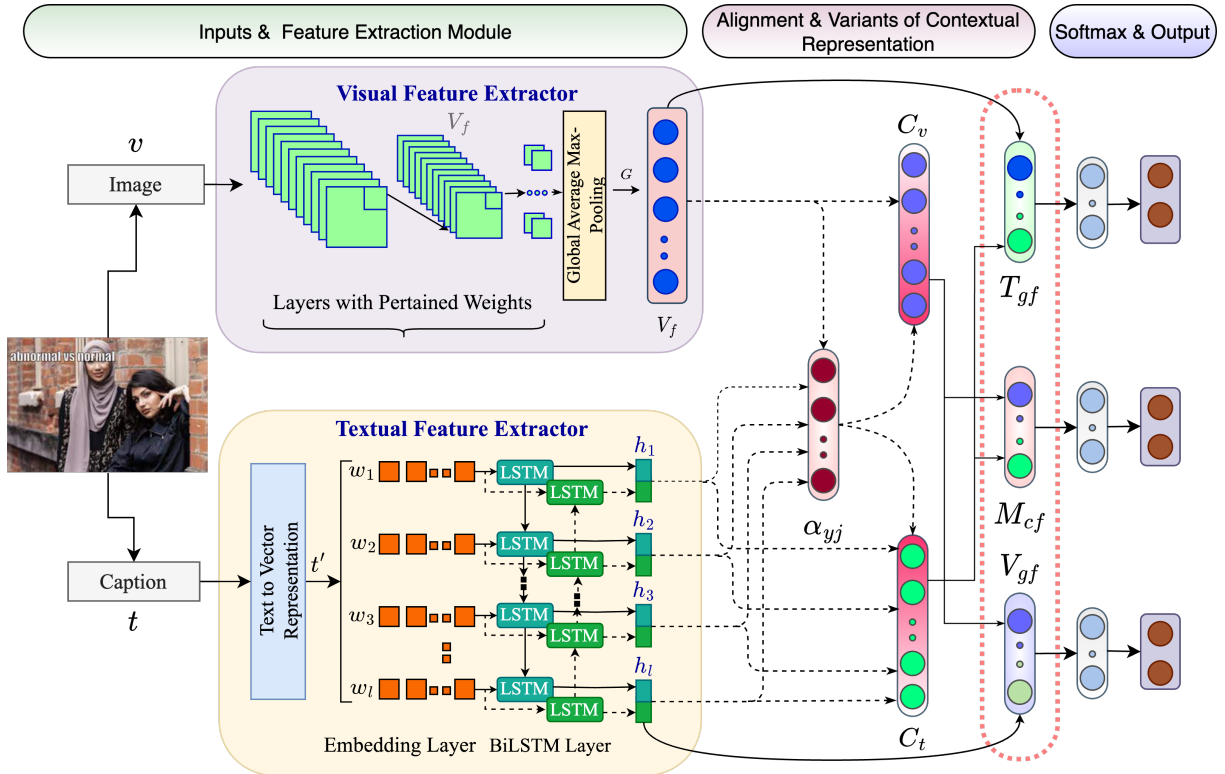 Inputs & Feature Extraction Module
Alignment & Variants of Contextual
Representation
Softmax & Output
Visual Feature Extractor
v
Image
V_f
Global Average Max-
Pooling
G
V_f
Layers with Pertained Weights
C_v
T_gf
abnormal vs normal
α_yj
M_cf
Textual Feature Extractor
Caption
t
Text to Vector
Representation
t′
w_1
LSTM
LSTM
h_1
w_2
LSTM
LSTM
h_2
w_3
LSTM
LSTM
h_3
w_l
LSTM
LSTM
h_l
Embedding Layer
BiLSTM Layer
C_t
V_gf